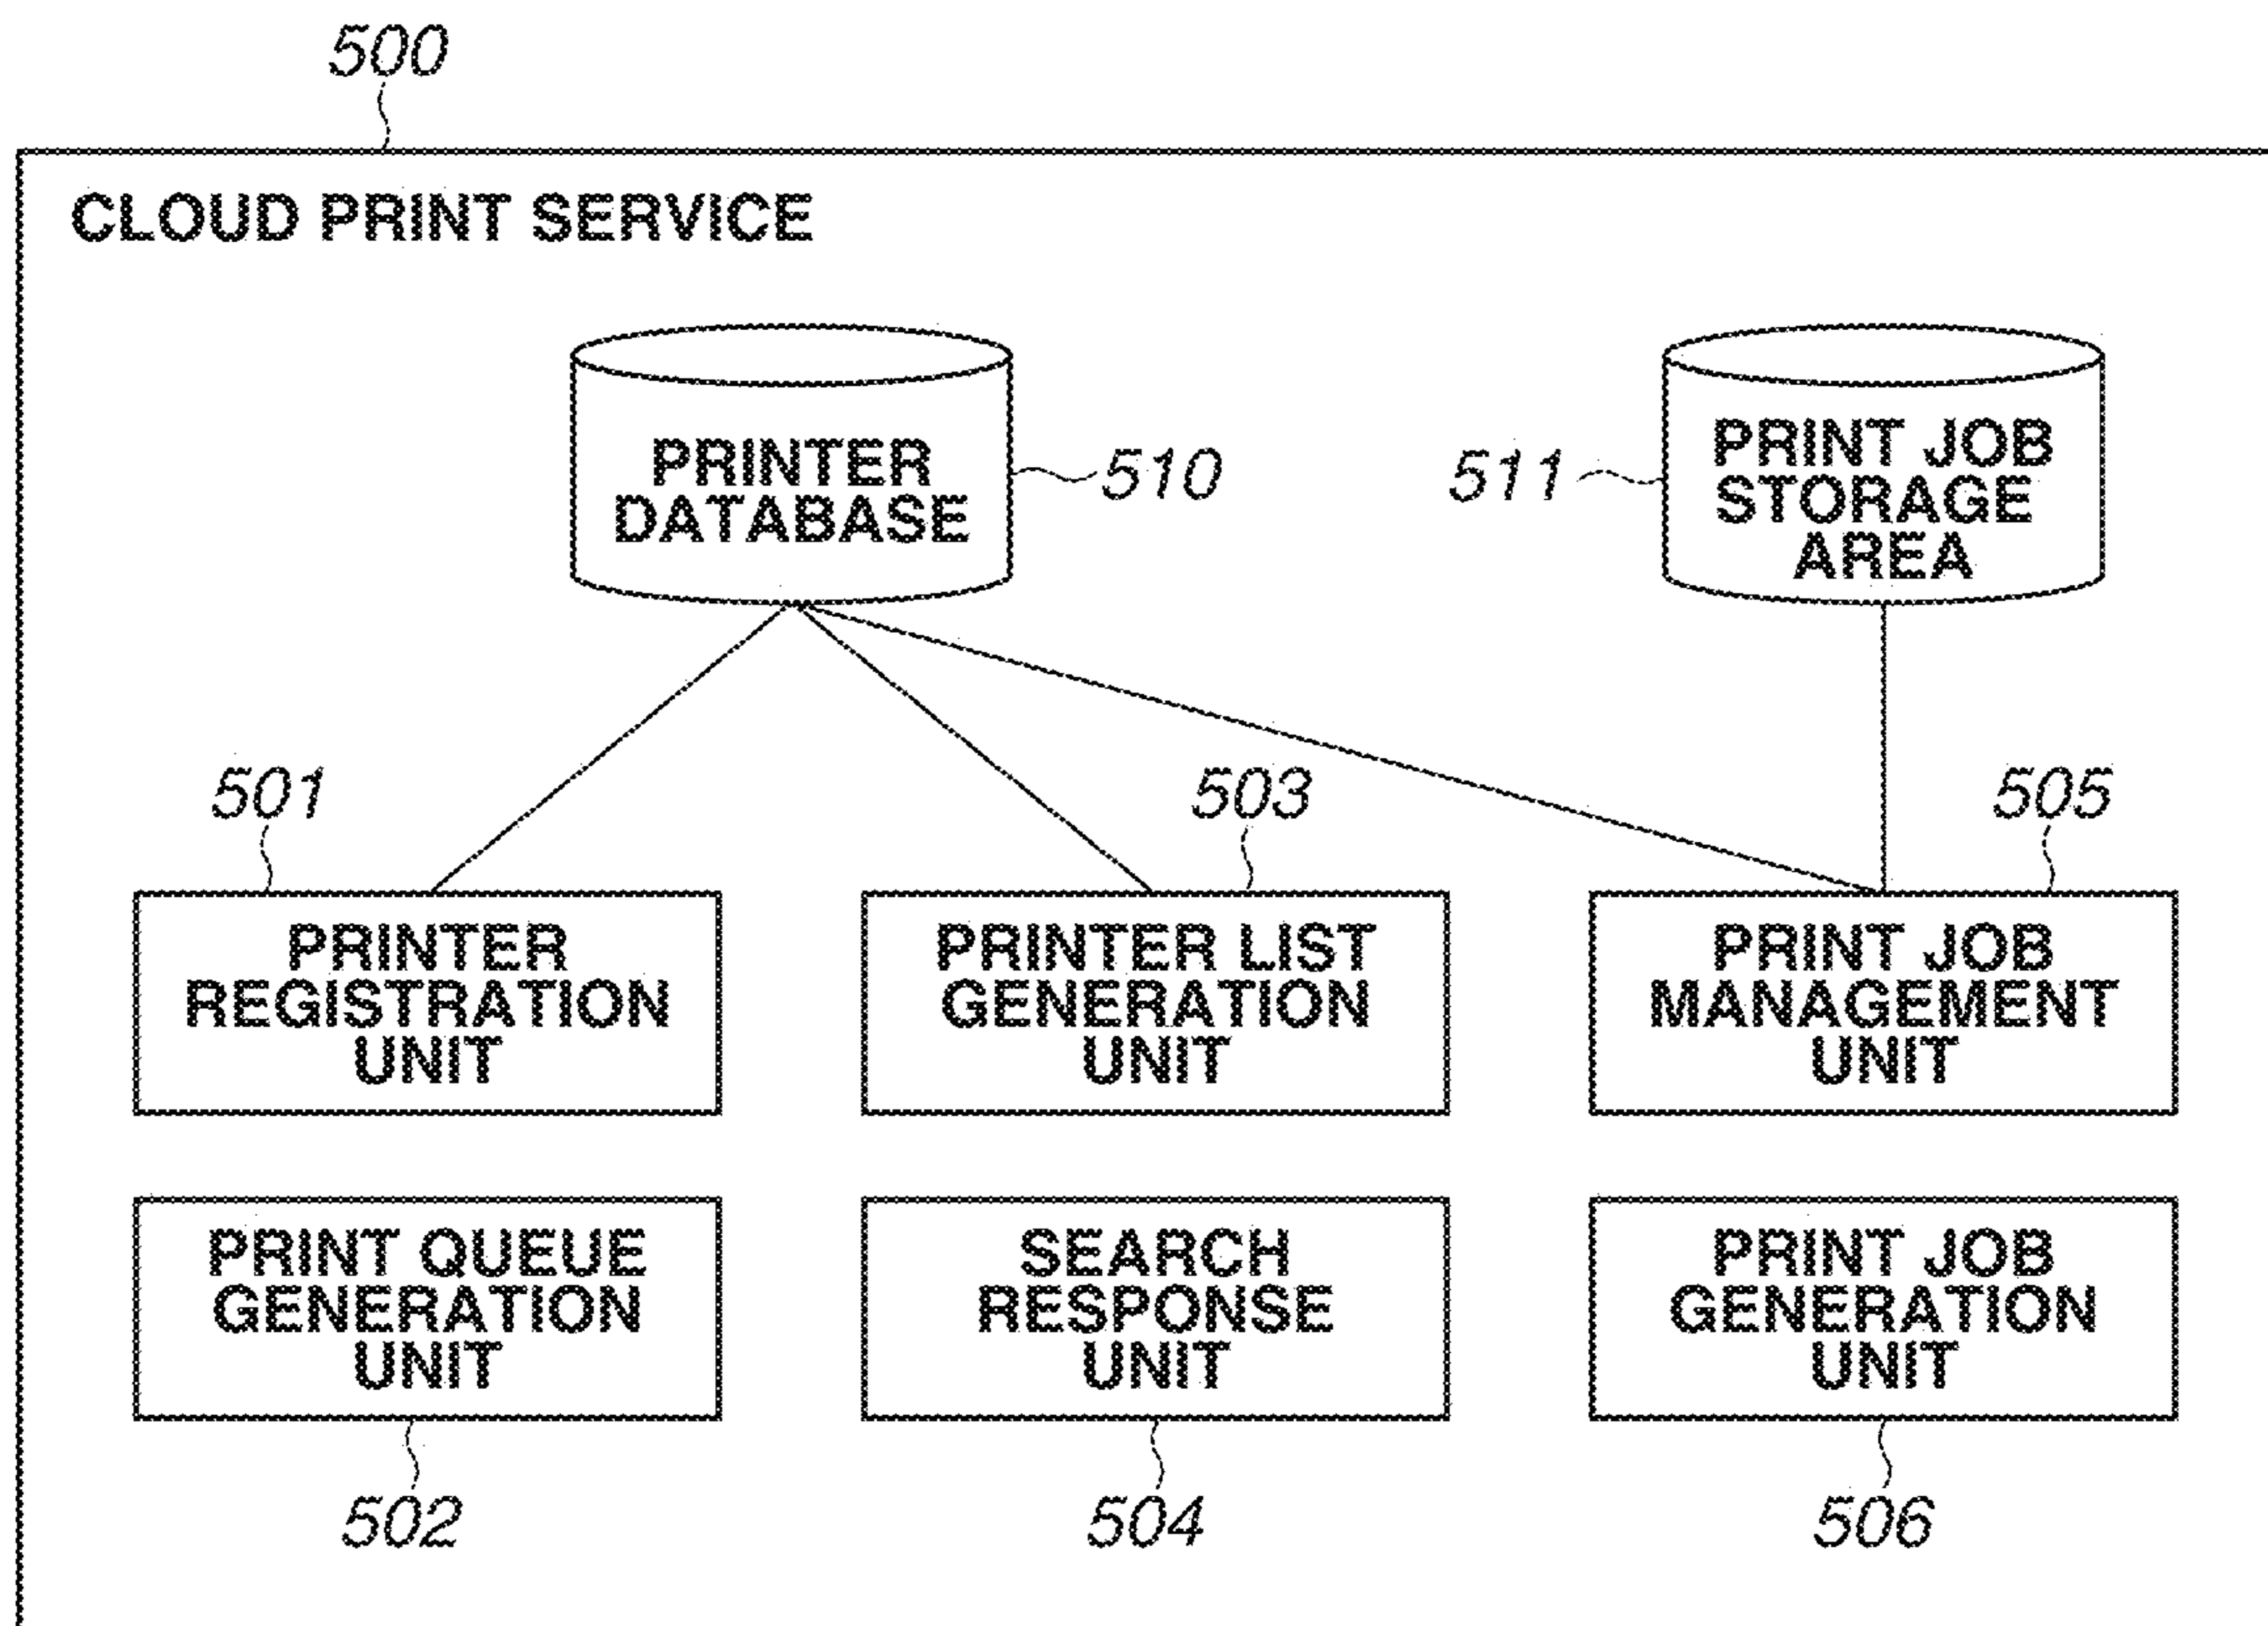 500
CLOUD PRINT SERVICE
PRINTER
DATABASE
510
511
PRINT JOB
STORAGE
AREA
501
503
505
PRINTER
REGISTRATION
UNIT
PRINTER LIST
GENERATION
UNIT
PRINT JOB
MANAGEMENT
UNIT
PRINT QUEUE
GENERATION
UNIT
SEARCH
RESPONSE
UNIT
PRINT JOB
GENERATION
UNIT
502
504
506